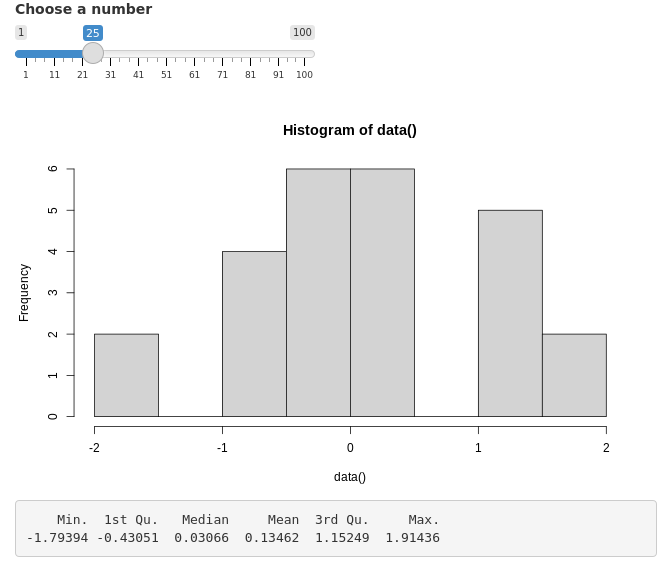 Choose a number
1 25 100
1 11 21 31 41 51 61 71 81 91 100
Histogram of data()
Frequency
6
5
4
3
2
1
0
-2 -1 0 1 2
data()
Min. 1st Qu. Median Mean 3rd Qu. Max.
-1.79394 -0.43051 0.03066 0.13462 1.15249 1.91436